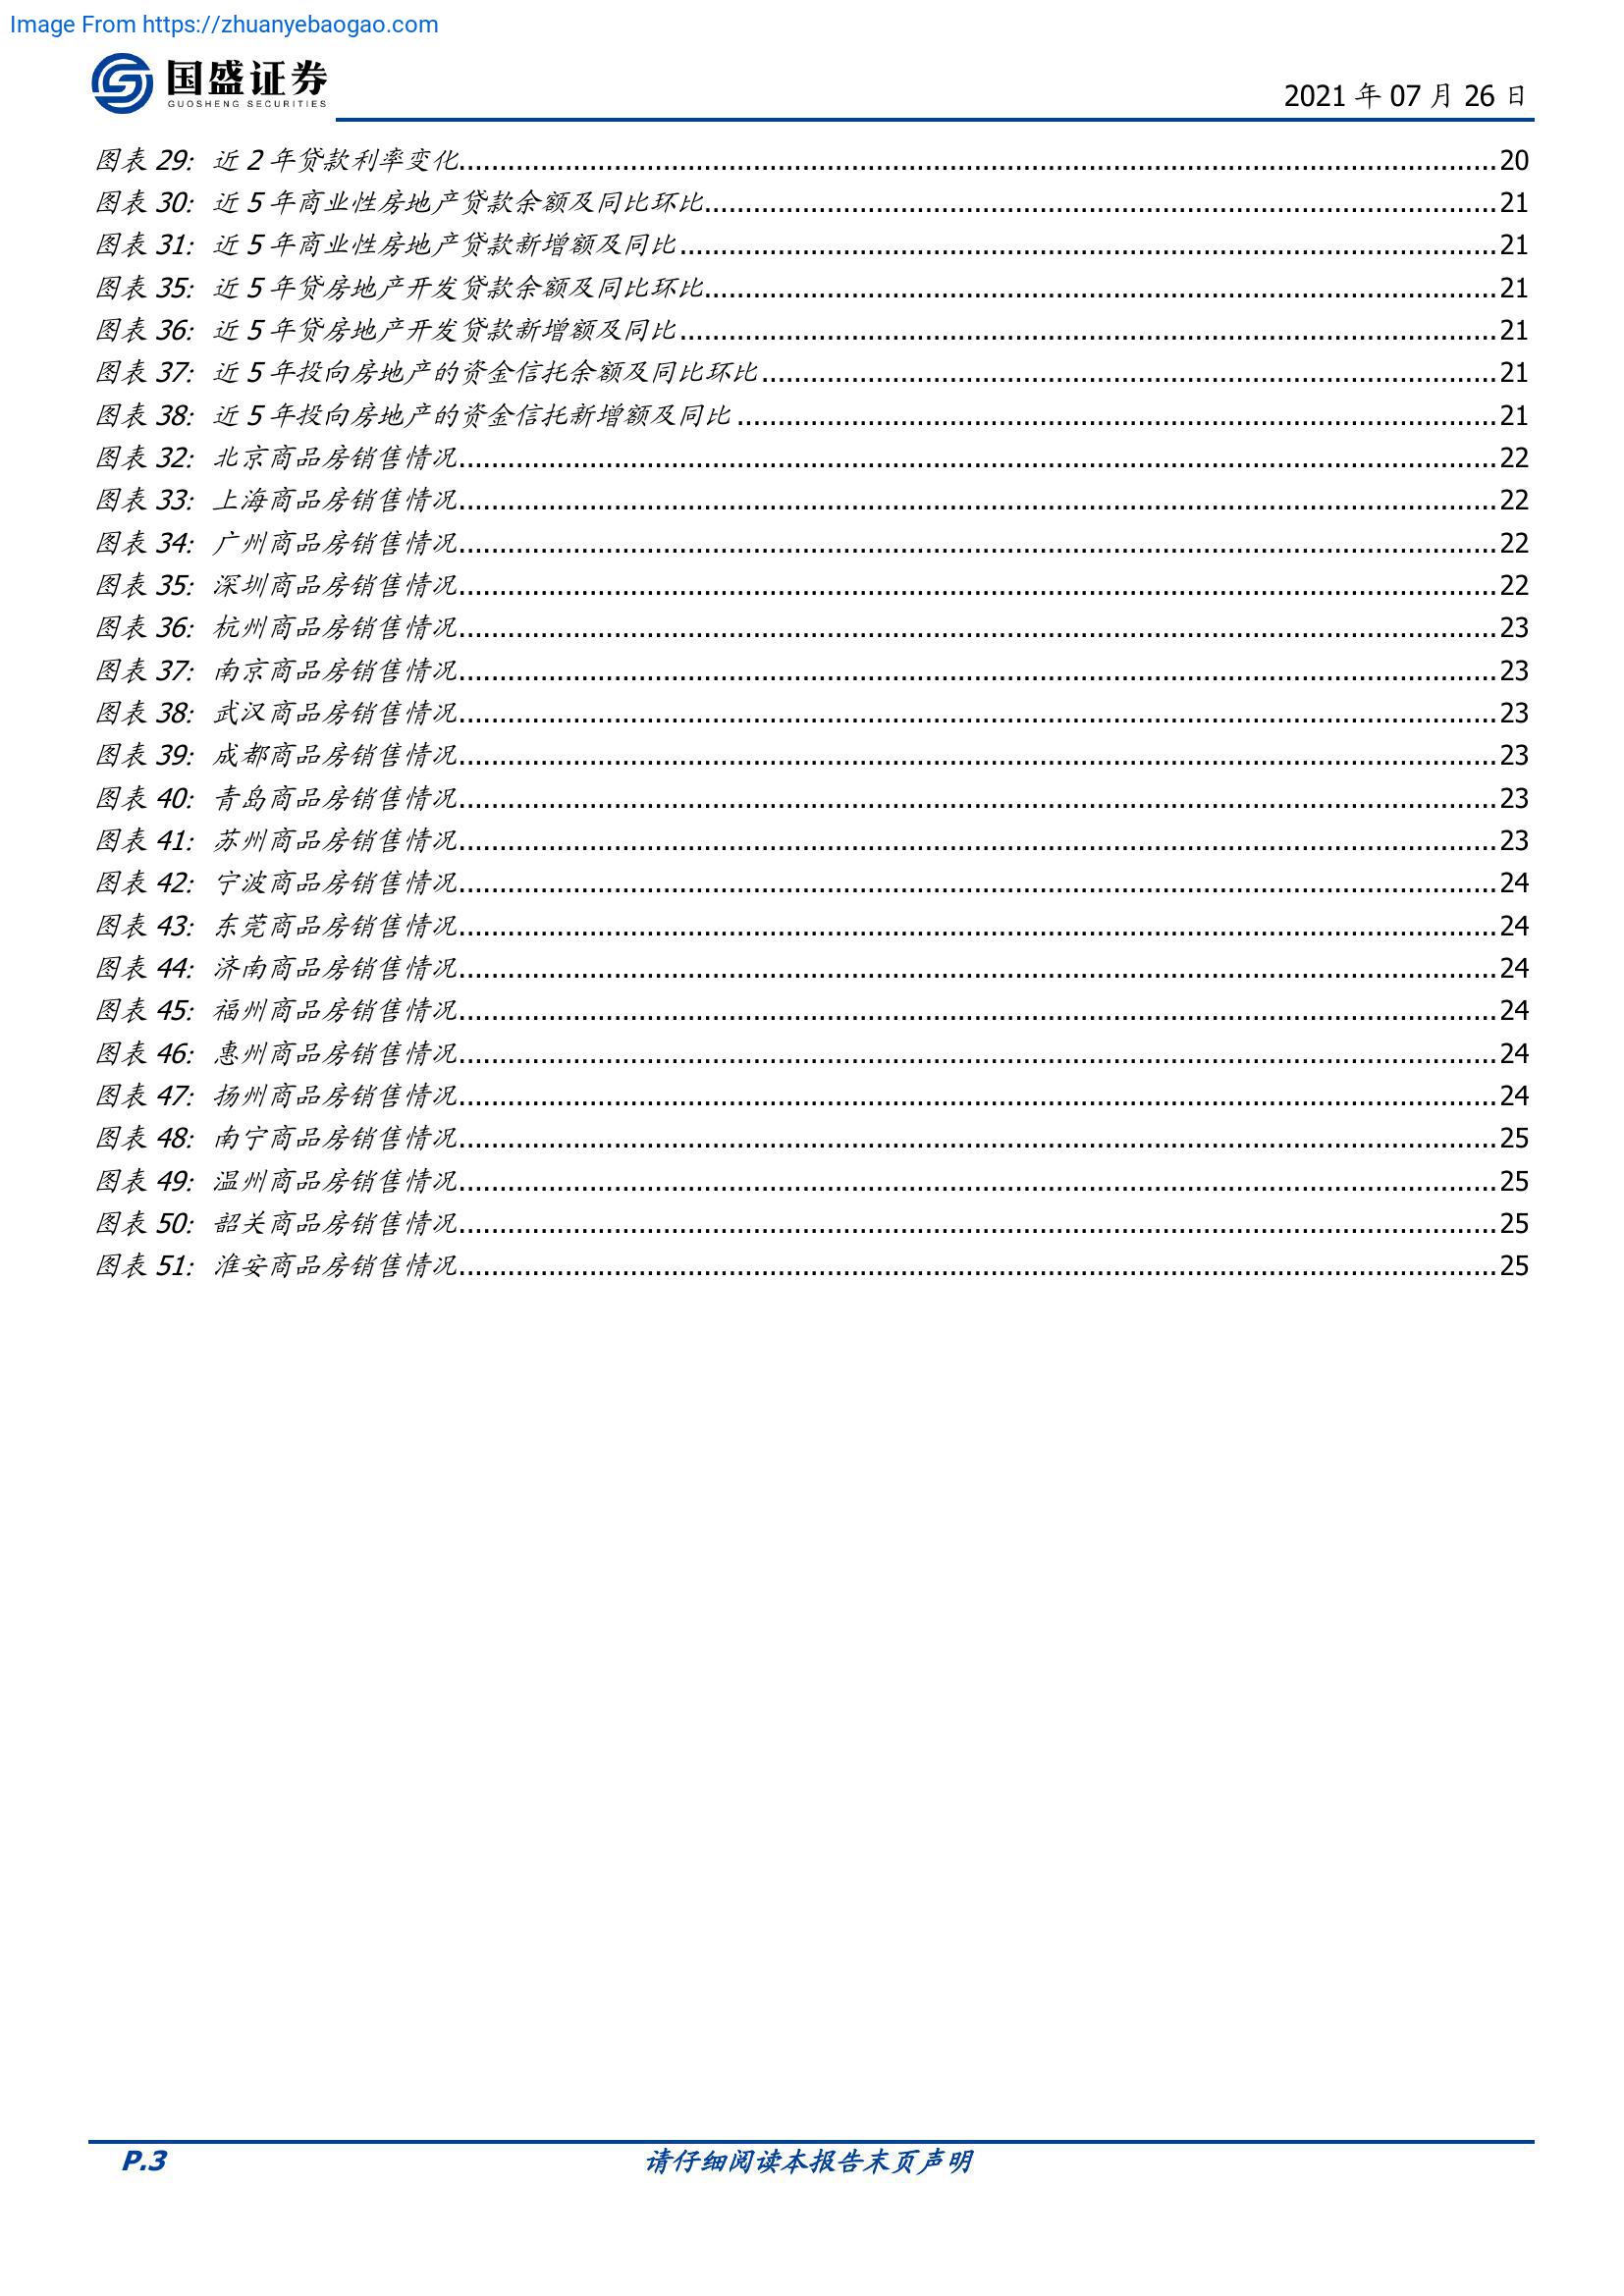 Image From https://zhuanyebaogao.com
国盛证券
GUOSHENG SECURITIES
2021 年 07 月 26 日
图表 29: 近 2 年贷款利率变化 20
图表 30: 近 5 年商业性房地产贷款余额及同比环比 21
图表 31: 近 5 年商业性房地产贷款新增额及同比 21
图表 35: 近 5 年贷房地产开发贷款余额及同比环比 21
图表 36: 近 5 年贷房地产开发贷款新增额及同比 21
图表 37: 近 5 年投向房地产的资金信托余额及同比环比 21
图表 38: 近 5 年投向房地产的资金信托新增额及同比 21
图表 32: 北京商品房销售情况 22
图表 33: 上海商品房销售情况 22
图表 34: 广州商品房销售情况 22
图表 35: 深圳商品房销售情况 22
图表 36: 杭州商品房销售情况 23
图表 37: 南京商品房销售情况 23
图表 38: 武汉商品房销售情况 23
图表 39: 成都商品房销售情况 23
图表 40: 青岛商品房销售情况 23
图表 41: 苏州商品房销售情况 23
图表 42: 宁波商品房销售情况 24
图表 43: 东莞商品房销售情况 24
图表 44: 济南商品房销售情况 24
图表 45: 福州商品房销售情况 24
图表 46: 惠州商品房销售情况 24
图表 47: 扬州商品房销售情况 24
图表 48: 南宁商品房销售情况 25
图表 49: 温州商品房销售情况 25
图表 50: 韶关商品房销售情况 25
图表 51: 淮安商品房销售情况 25
P.3
请仔细阅读本报告末页声明